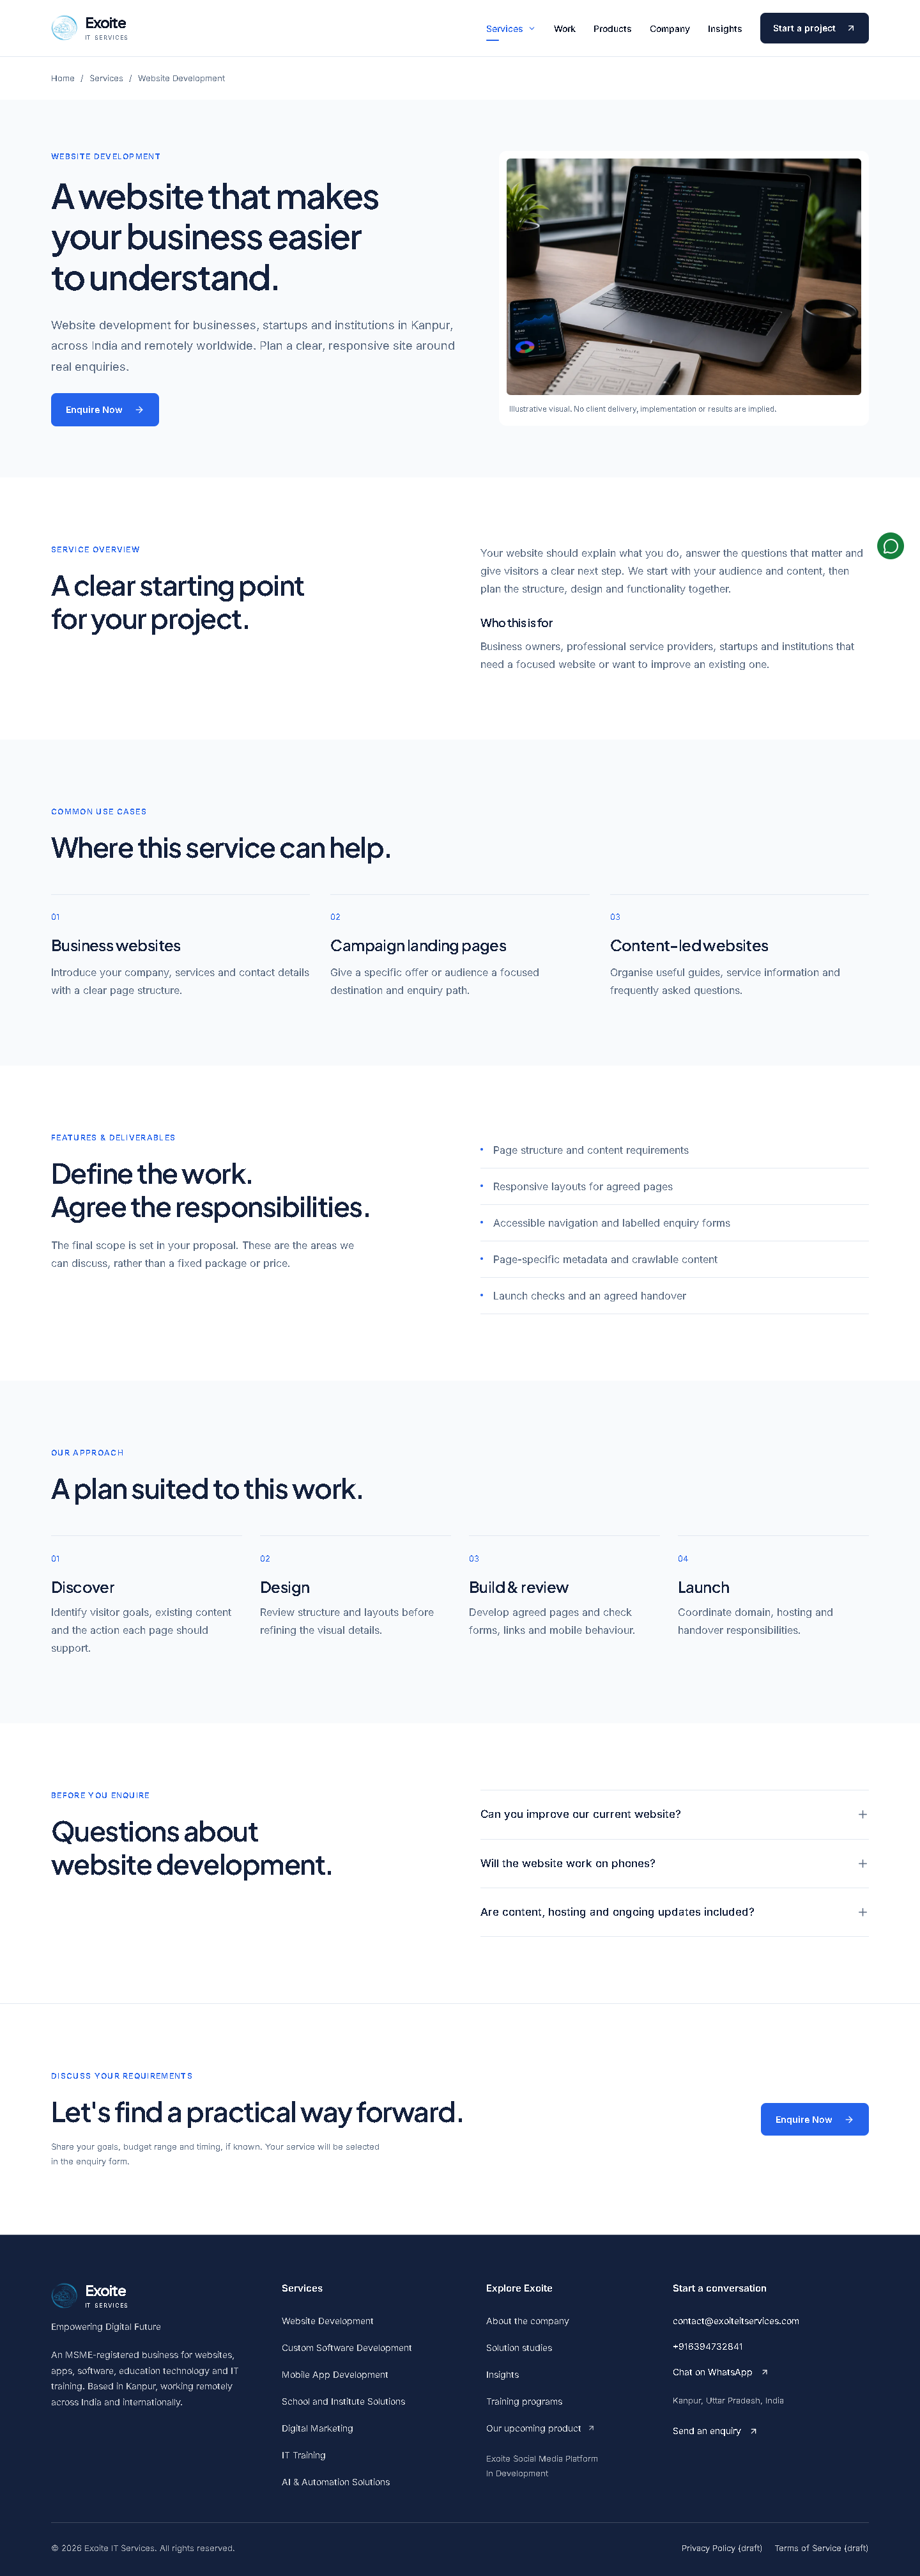 Exoite
IT SERVICES
Services
Work
Products
Company
Insights
Start a project
Home / Services / Website Development
WEBSITE DEVELOPMENT
A website that makes
your business easier
to understand.
Website development for businesses, startups and institutions in Kanpur,
across India and remotely worldwide. Plan a clear, responsive site around
real enquiries.
Enquire Now
Illustrative visual. No client delivery, implementation or results are implied.
SERVICE OVERVIEW
A clear starting point
for your project.
Your website should explain what you do, answer the questions that matter and
give visitors a clear next step. We start with your audience and content, then
plan the structure, design and functionality together.
Who this is for
Business owners, professional service providers, startups and institutions that
need a focused website or want to improve an existing one.
COMMON USE CASES
Where this service can help.
01
Business websites
Introduce your company, services and contact details
with a clear page structure.
02
Campaign landing pages
Give a specific offer or audience a focused
destination and enquiry path.
03
Content-led websites
Organise useful guides, service information and
frequently asked questions.
FEATURES & DELIVERABLES
Define the work.
Agree the responsibilities.
The final scope is set in your proposal. These are the areas we
can discuss, rather than a fixed package or price.
Page structure and content requirements
Responsive layouts for agreed pages
Accessible navigation and labelled enquiry forms
Page-specific metadata and crawlable content
Launch checks and an agreed handover
OUR APPROACH
A plan suited to this work.
01
Discover
Identify visitor goals, existing content
and the action each page should
support.
02
Design
Review structure and layouts before
refining the visual details.
03
Build & review
Develop agreed pages and check
forms, links and mobile behaviour.
04
Launch
Coordinate domain, hosting and
handover responsibilities.
BEFORE YOU ENQUIRE
Questions about
website development.
Can you improve our current website?
Will the website work on phones?
Are content, hosting and ongoing updates included?
DISCUSS YOUR REQUIREMENTS
Let's find a practical way forward.
Share your goals, budget range and timing, if known. Your service will be selected
in the enquiry form.
Enquire Now
Exoite
IT SERVICES
Empowering Digital Future
An MSME-registered business for websites,
apps, software, education technology and IT
training. Based in Kanpur, working remotely
across India and internationally.
Services
Website Development
Custom Software Development
Mobile App Development
School and Institute Solutions
Digital Marketing
IT Training
AI & Automation Solutions
Explore Exoite
About the company
Solution studies
Insights
Training programs
Our upcoming product
Exoite Social Media Platform
In Development
Start a conversation
contact@exoiteitservices.com
+916394732841
Chat on WhatsApp
Kanpur, Uttar Pradesh, India
Send an enquiry
© 2026 Exoite IT Services. All rights reserved.
Privacy Policy (draft)
Terms of Service (draft)